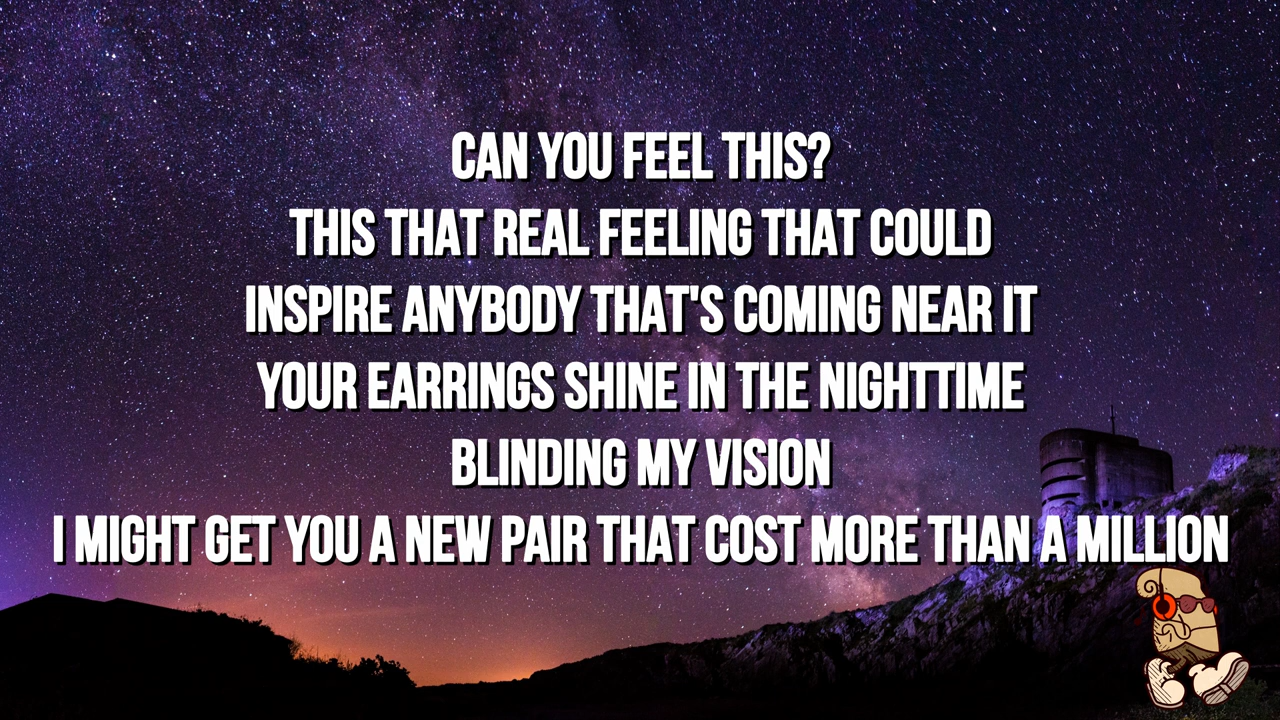 CAN YOU FEEL THIS?
THIS THAT REAL FEELING THAT COULD
INSPIRE ANYBODY THAT'S COMING NEAR IT
YOUR EARRINGS SHINE IN THE NIGHTTIME
BLINDING MY VISION
I MIGHT GET YOU A NEW PAIR THAT COST MORE THAN A MILLION